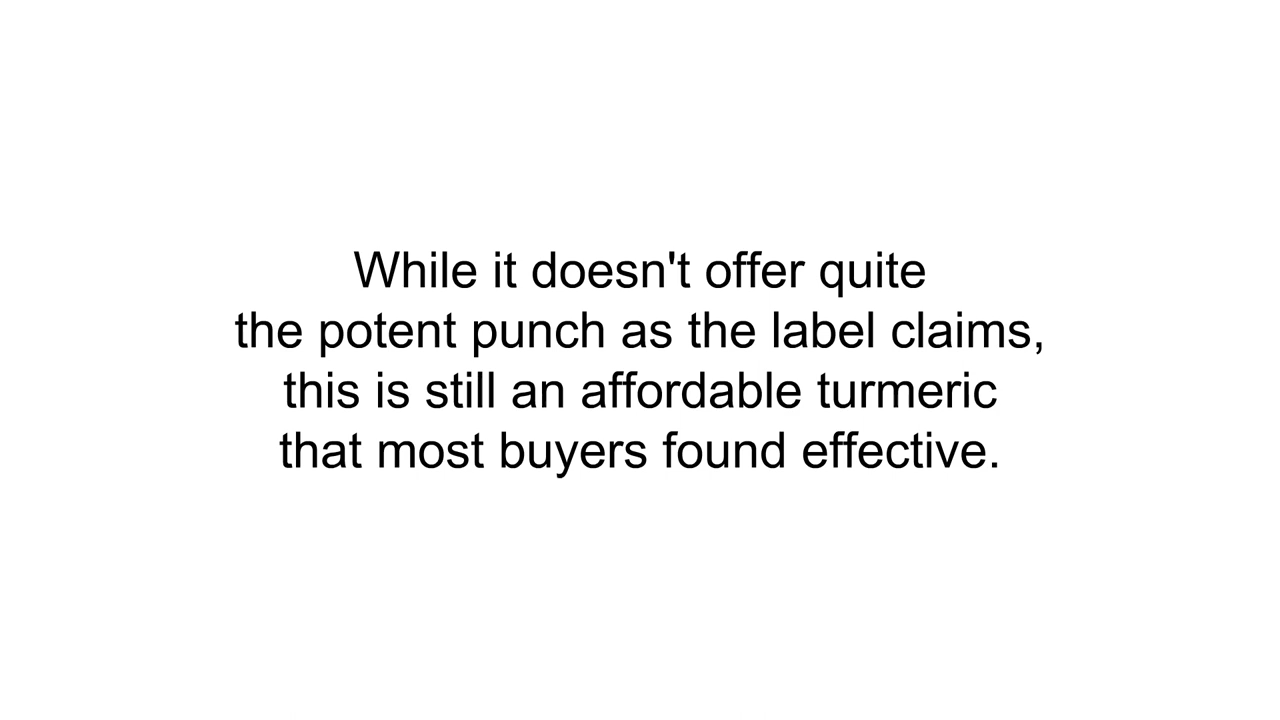 While it doesn't offer quite
the potent punch as the label claims,
this is still an affordable turmeric
that most buyers found effective.